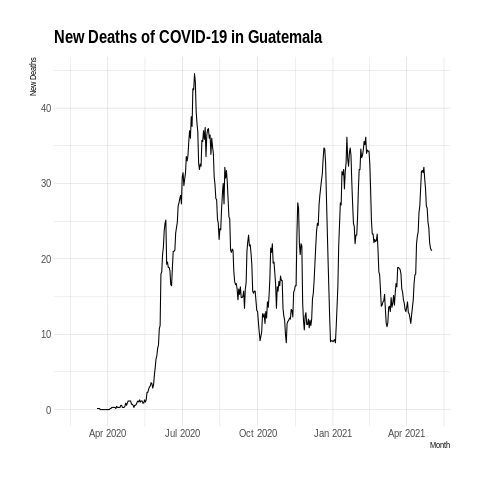 New Deaths of COVID-19 in Guatemala
New Deaths
40
30
20
10
0
Apr 2020 Jul 2020 Oct 2020 Jan 2021 Apr 2021
Month